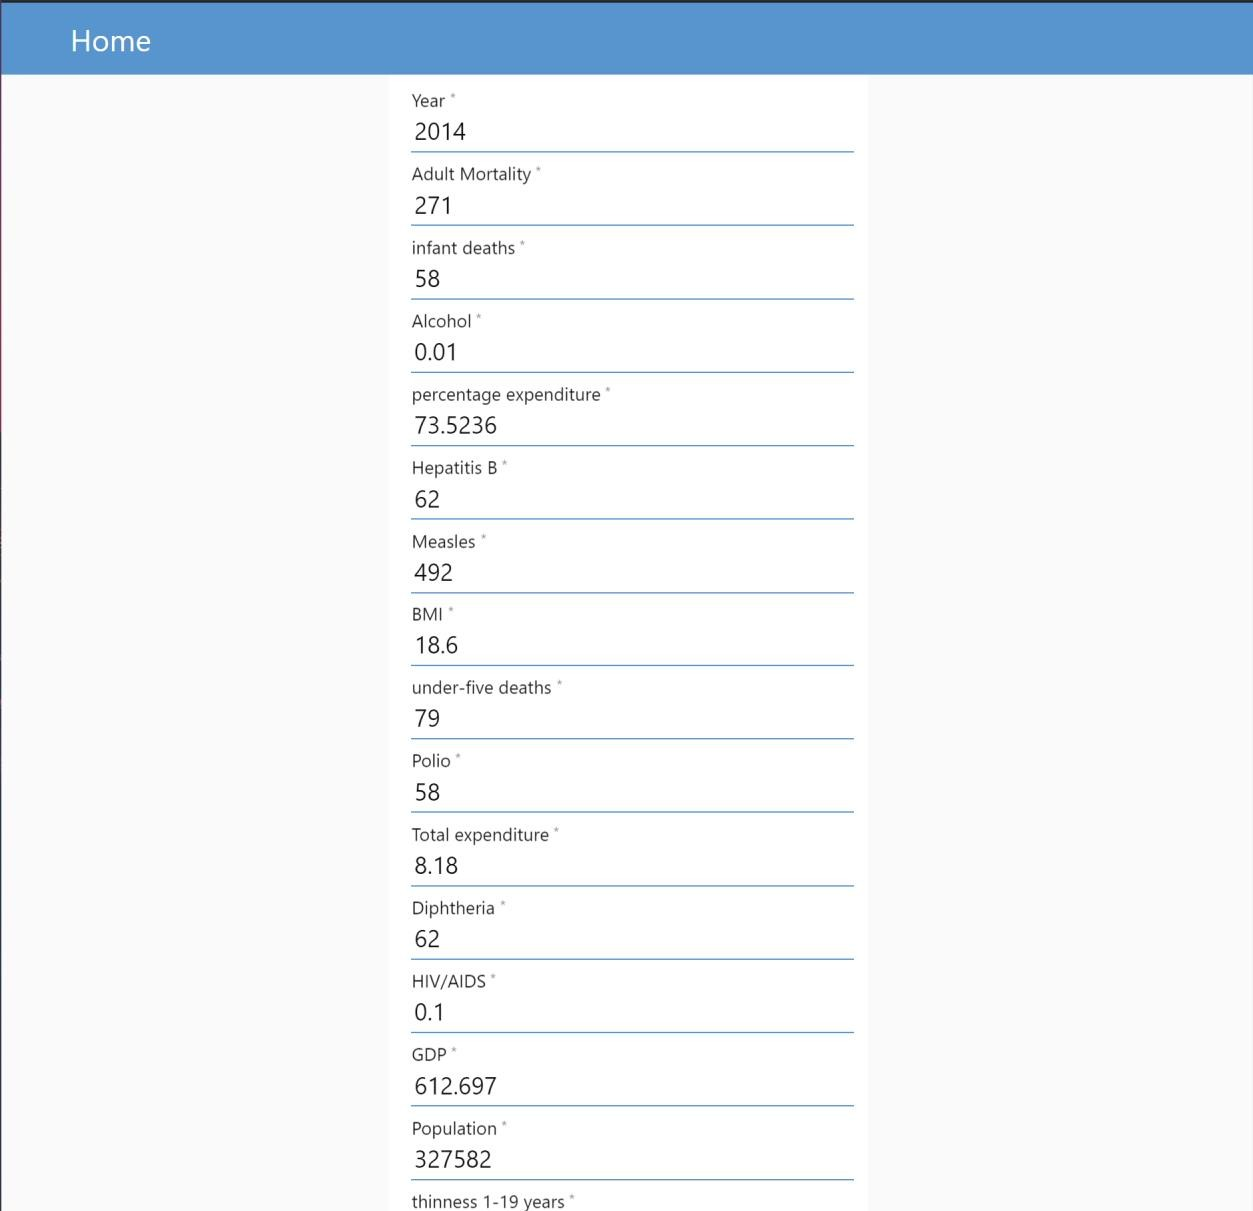 Home
Year *
2014
Adult Mortality *
271
infant deaths *
58
Alcohol *
0.01
percentage expenditure *
73.5236
Hepatitis B *
62
Measles *
492
BMI *
18.6
under-five deaths *
79
Polio *
58
Total expenditure *
8.18
Diphtheria *
62
HIV/AIDS *
0.1
GDP *
612.697
Population *
327582
thinness 1-19 years *